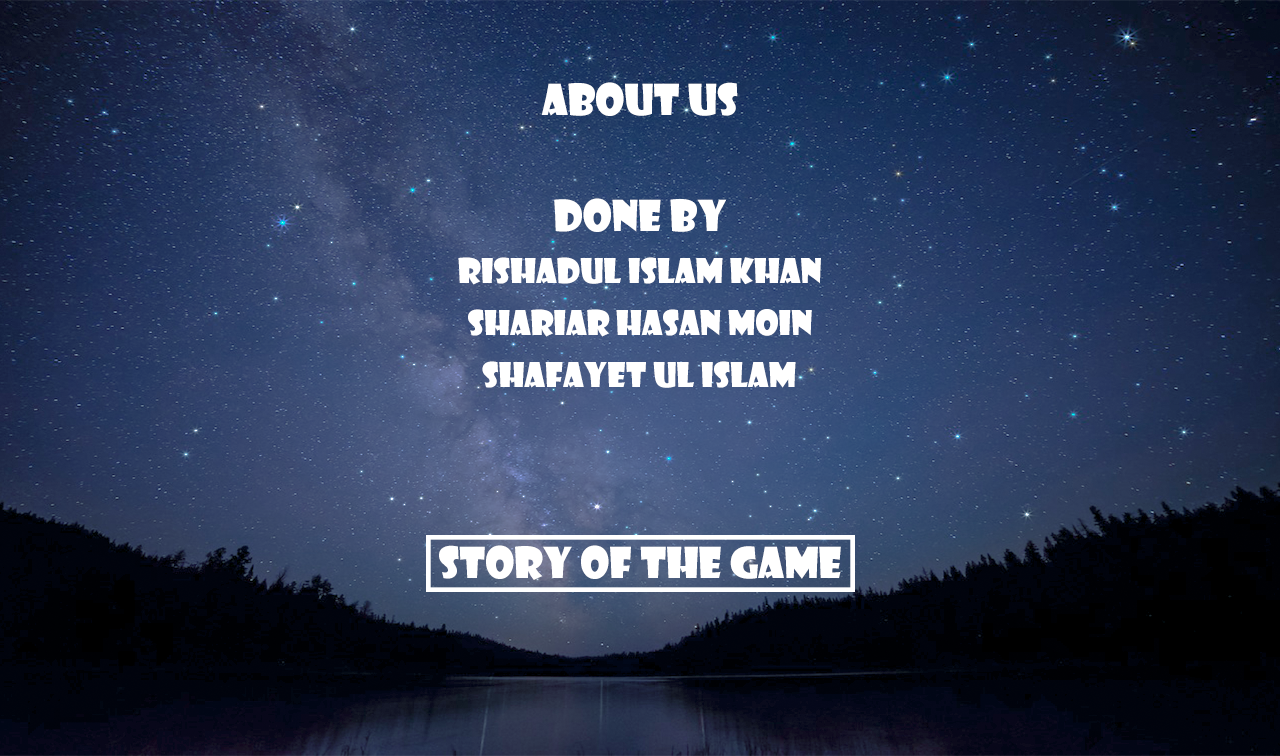 ABOUT US
DONE BY
RISHADUL ISLAM KHAN
SHARIAR HASAN MOIN
SHAFAYET UL ISLAM
STORY OF THE GAME